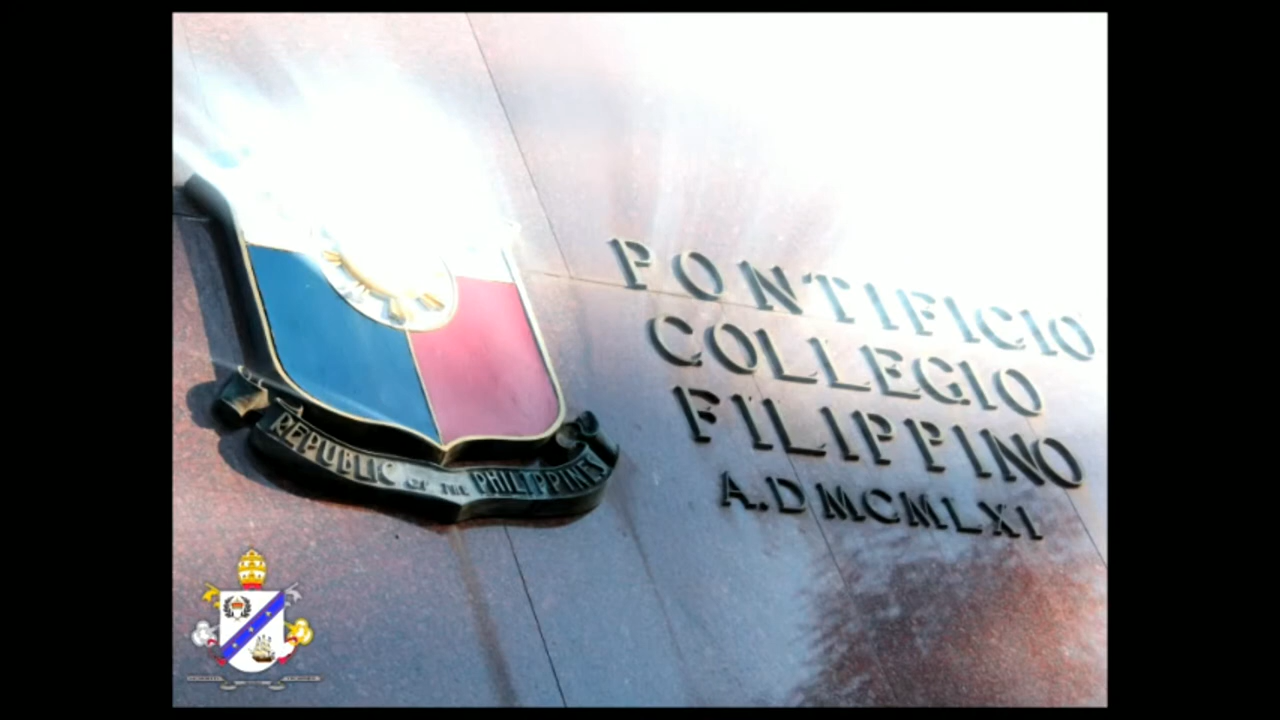 REPUBLIC OF THE PHILIPPINES
PONTIFICIO
COLLEGIO
FILIPPINO
A.D MCMLXI